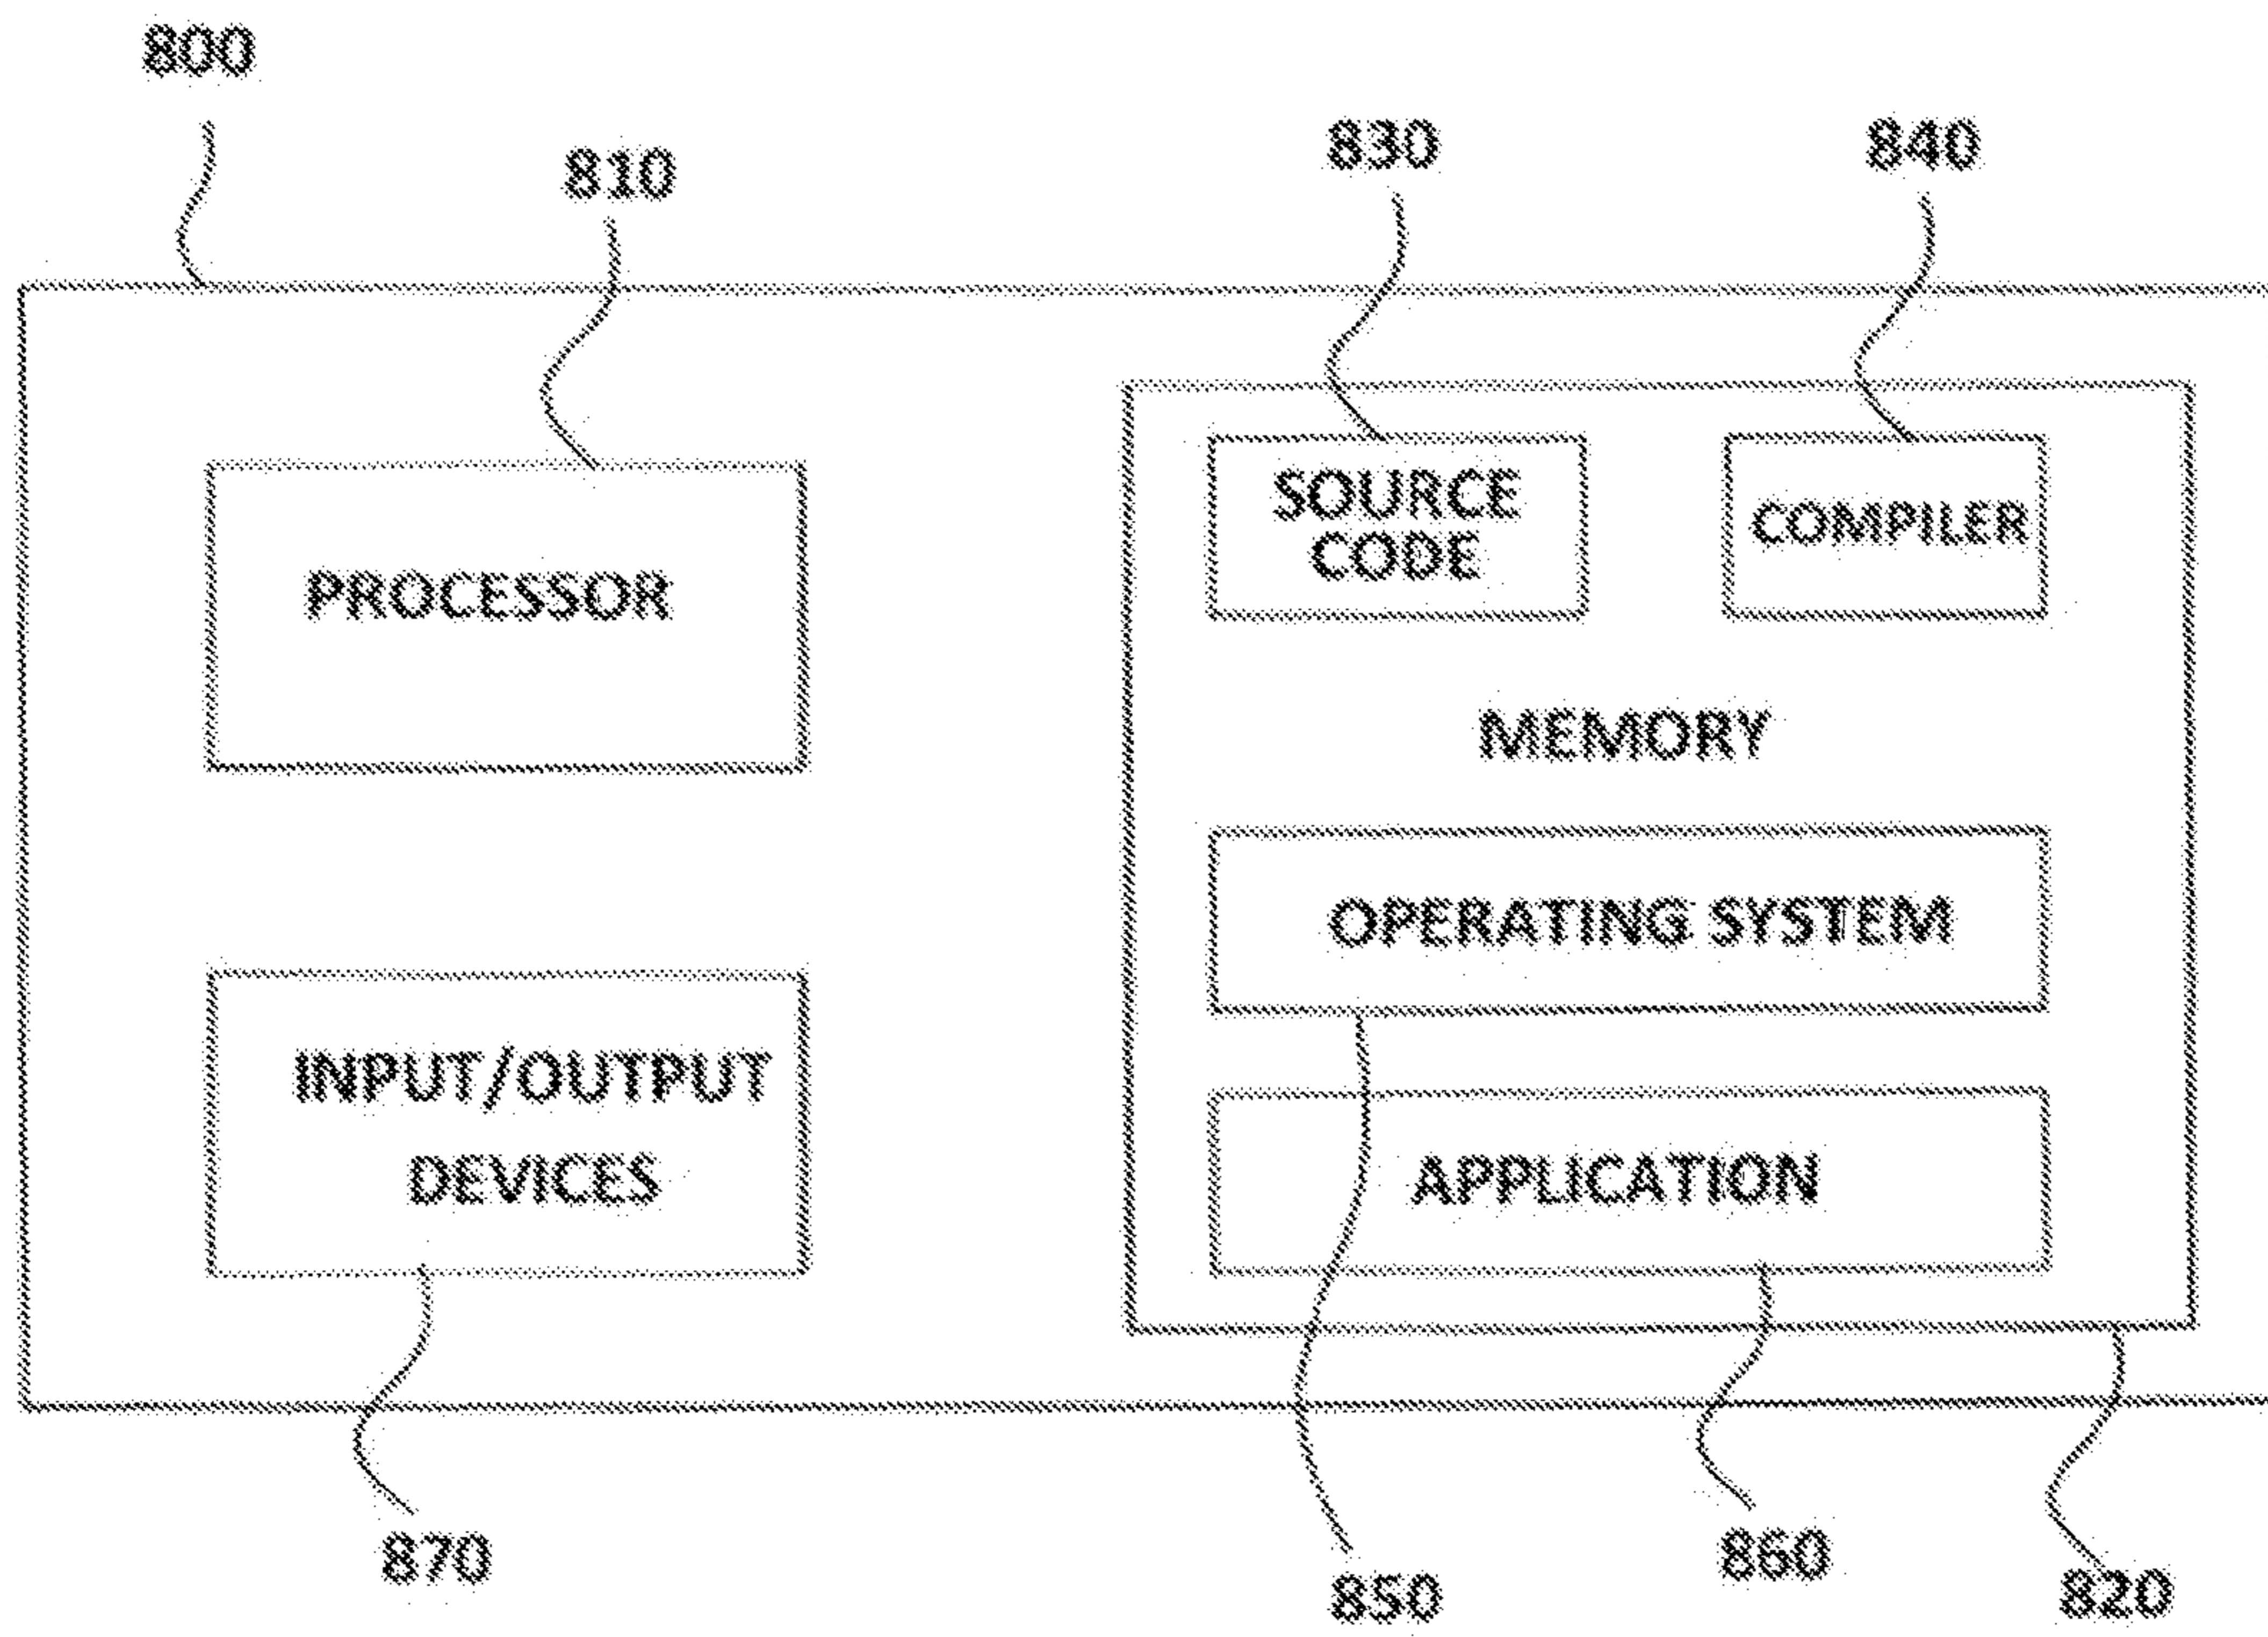 800
810
830
840
SOURCE
CODE
COMPILER
PROCESSOR
MEMORY
OPERATING SYSTEM
INPUT/OUTPUT
DEVICES
APPLICATION
870
850
860
820